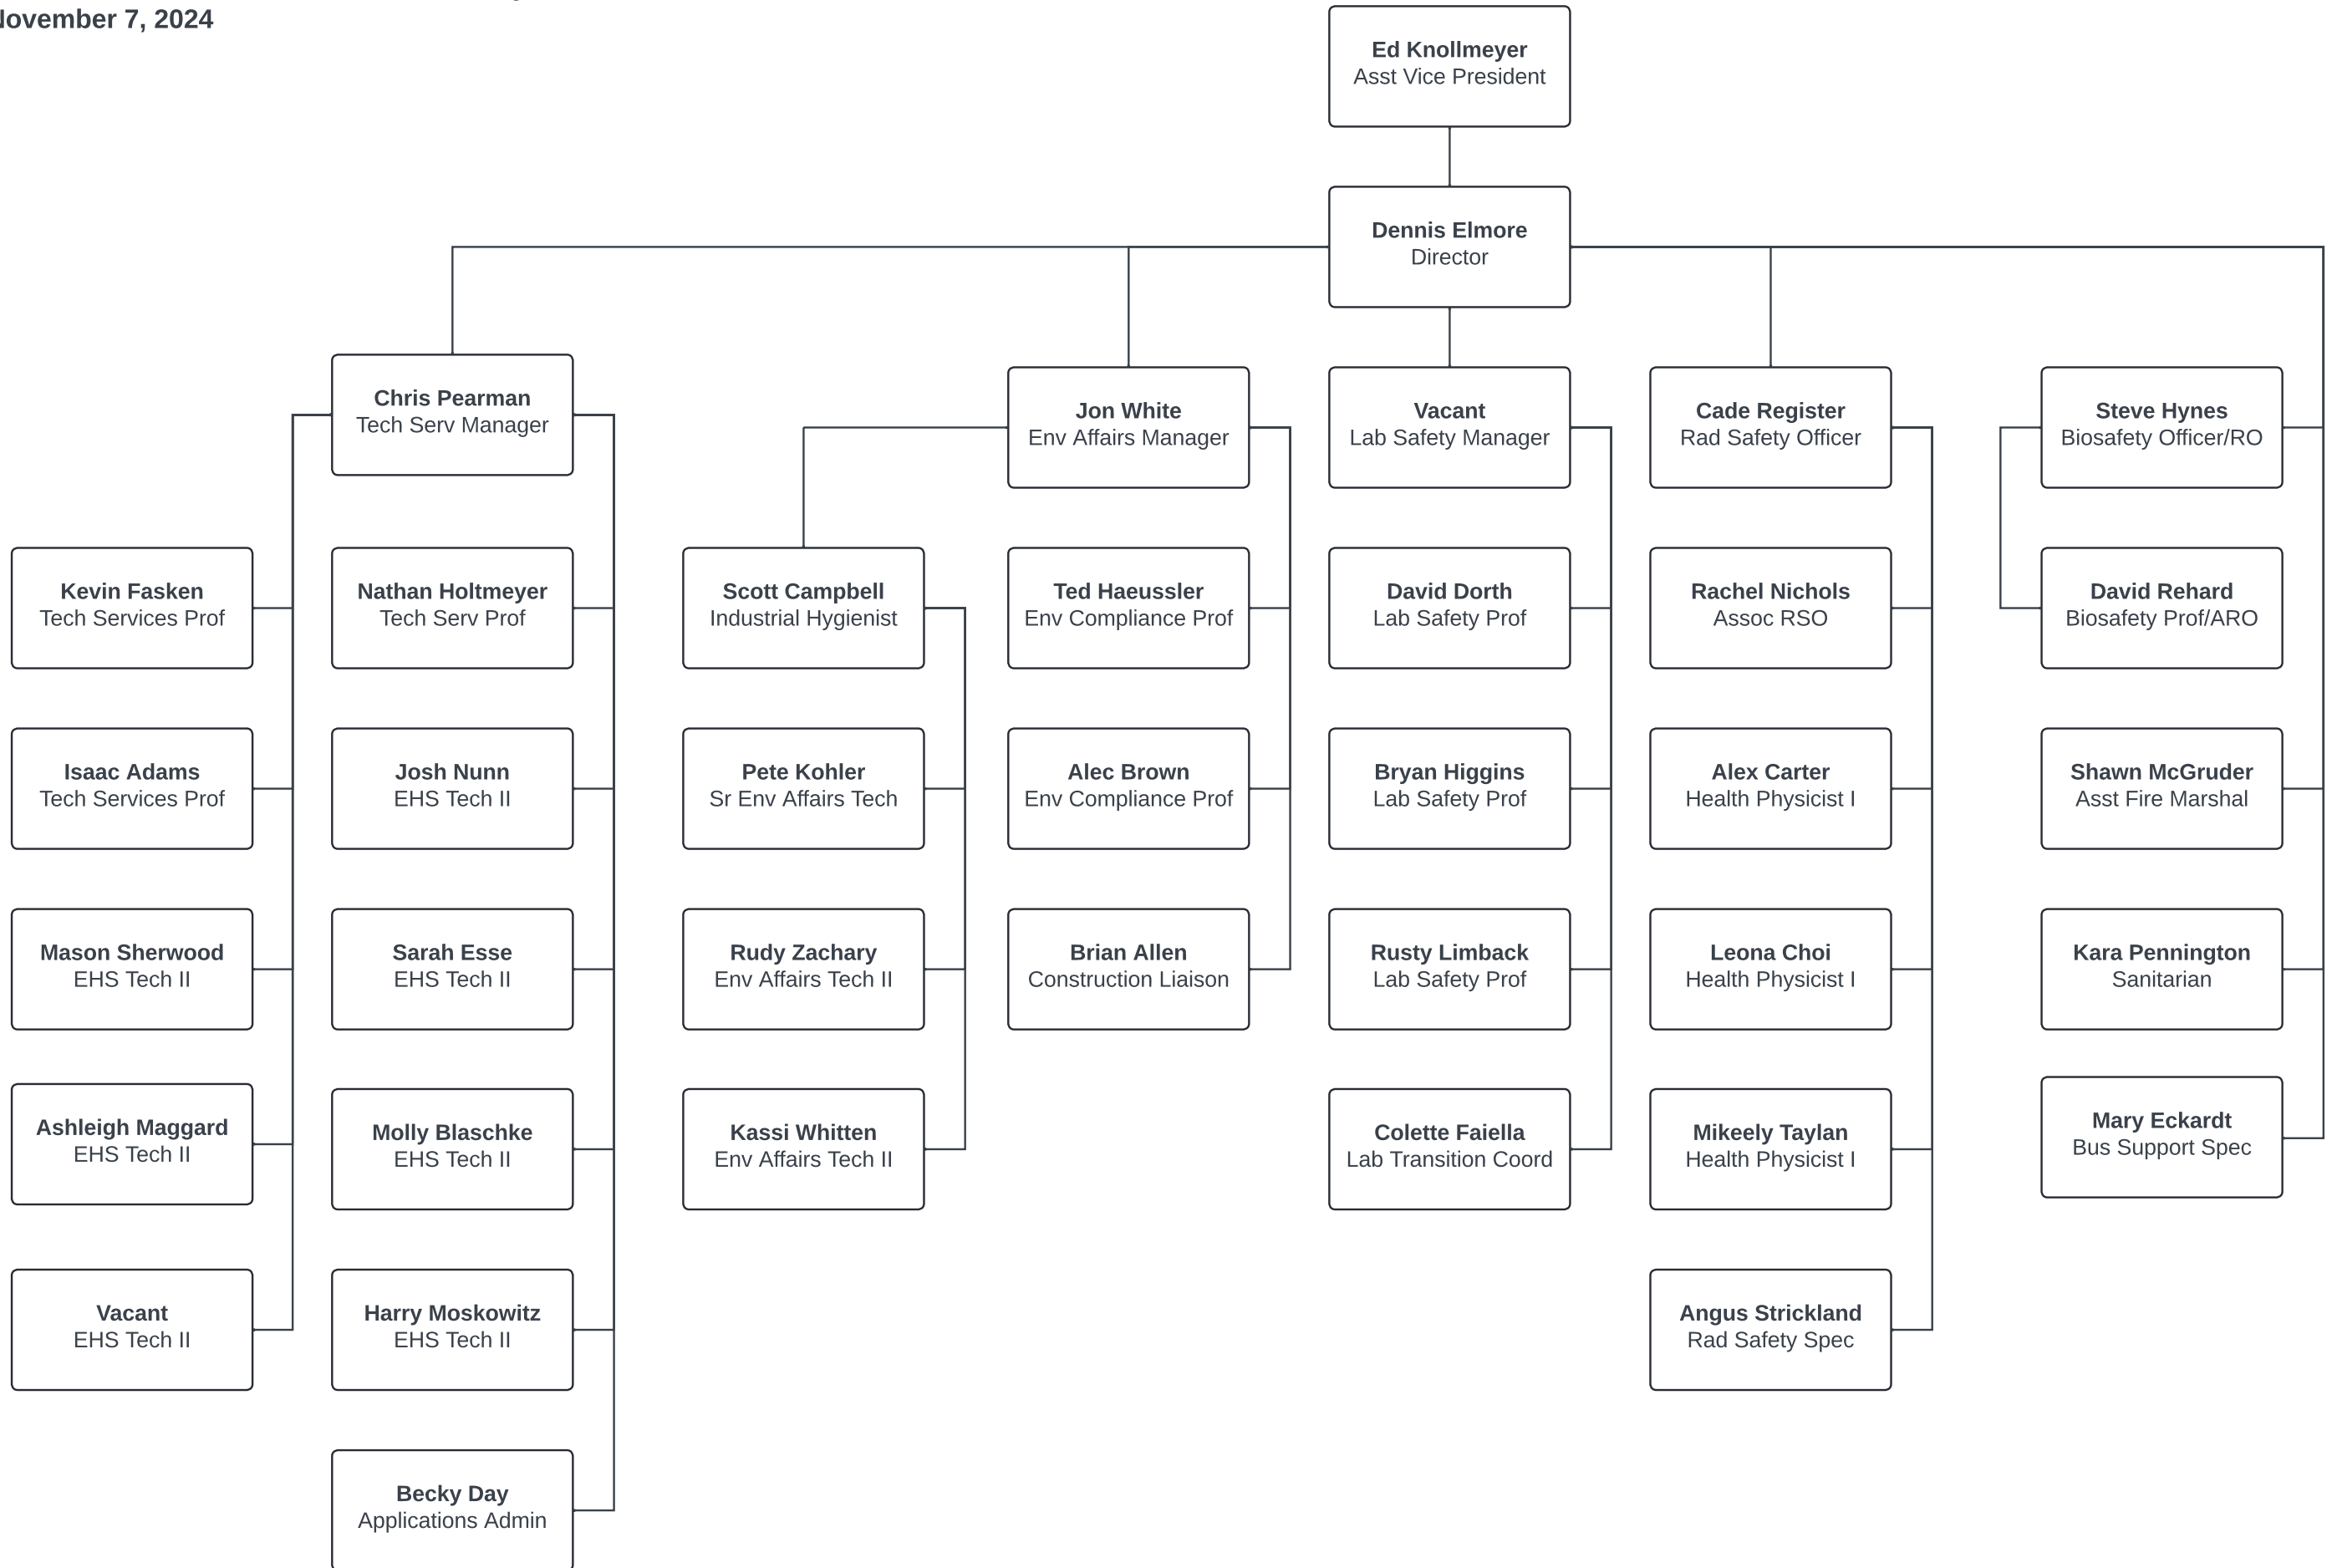 November 7, 2024
Ed Knollmeyer
Asst Vice President
Dennis Elmore
Director
Chris Pearman
Tech Serv Manager
Jon White
Env Affairs Manager
Vacant
Lab Safety Manager
Cade Register
Rad Safety Officer
Steve Hynes
Biosafety Officer/RO
Kevin Fasken
Tech Services Prof
Nathan Holtmeyer
Tech Serv Prof
Scott Campbell
Industrial Hygienist
Ted Haeussler
Env Compliance Prof
David Dorth
Lab Safety Prof
Rachel Nichols
Assoc RSO
David Rehard
Biosafety Prof/ARO
Isaac Adams
Tech Services Prof
Josh Nunn
EHS Tech II
Pete Kohler
Sr Env Affairs Tech
Alec Brown
Env Compliance Prof
Bryan Higgins
Lab Safety Prof
Alex Carter
Health Physicist I
Shawn McGruder
Asst Fire Marshal
Mason Sherwood
EHS Tech II
Sarah Esse
EHS Tech II
Rudy Zachary
Env Affairs Tech II
Brian Allen
Construction Liaison
Rusty Limback
Lab Safety Prof
Leona Choi
Health Physicist I
Kara Pennington
Sanitarian
Ashleigh Maggard
EHS Tech II
Molly Blaschke
EHS Tech II
Kassi Whitten
Env Affairs Tech II
Colette Faiella
Lab Transition Coord
Mikeely Taylan
Health Physicist I
Mary Eckardt
Bus Support Spec
Vacant
EHS Tech II
Harry Moskowitz
EHS Tech II
Angus Strickland
Rad Safety Spec
Becky Day
Applications Admin